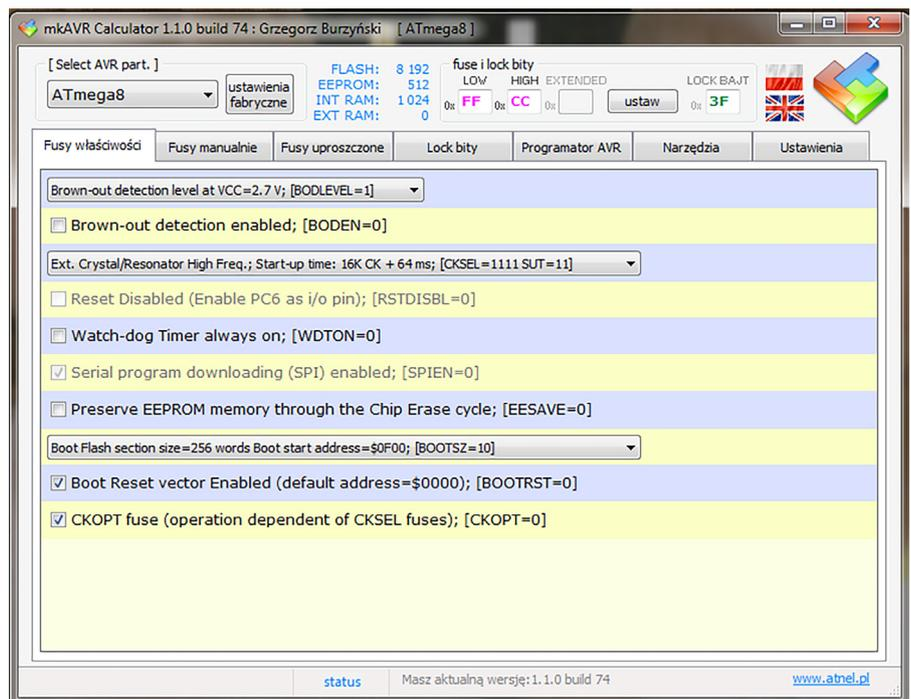 mkAVR Calculator 1.1.0 build 74 : Grzegorz Burzyński [ ATmega8 ]
[ Select AVR part. ]
ATmega8
ustawienia
fabryczne
FLASH: 8 192
EEPROM: 512
INT RAM: 1 024
EXT RAM: 0
fuse i lock bity
LOW HIGH EXTENDED LOCK BAJT
0x FF 0x CC 0x ustaw 0x 3F
Fusy właściwości Fusy manualnie Fusy uproszczone Lock bity Programator AVR Narzędzia Ustawienia
Brown-out detection level at VCC=2.7 V; [BODLEVEL=1]
Brown-out detection enabled; [BODEN=0]
Ext. Crystal/Resonator High Freq.; Start-up time: 16K CK + 64 ms; [CKSEL=1111 SUT=11]
Reset Disabled (Enable PC6 as i/o pin); [RSTDISBL=0]
Watch-dog Timer always on; [WDTON=0]
Serial program downloading (SPI) enabled; [SPIEN=0]
Preserve EEPROM memory through the Chip Erase cycle; [EESAVE=0]
Boot Flash section size=256 words Boot start address=$0F00; [BOOTSZ=10]
Boot Reset vector Enabled (default address=$0000); [BOOTRST=0]
CKOPT fuse (operation dependent of CKSEL fuses); [CKOPT=0]
status Masz aktualną wersję:1.1.0 build 74 www.atnel.pl